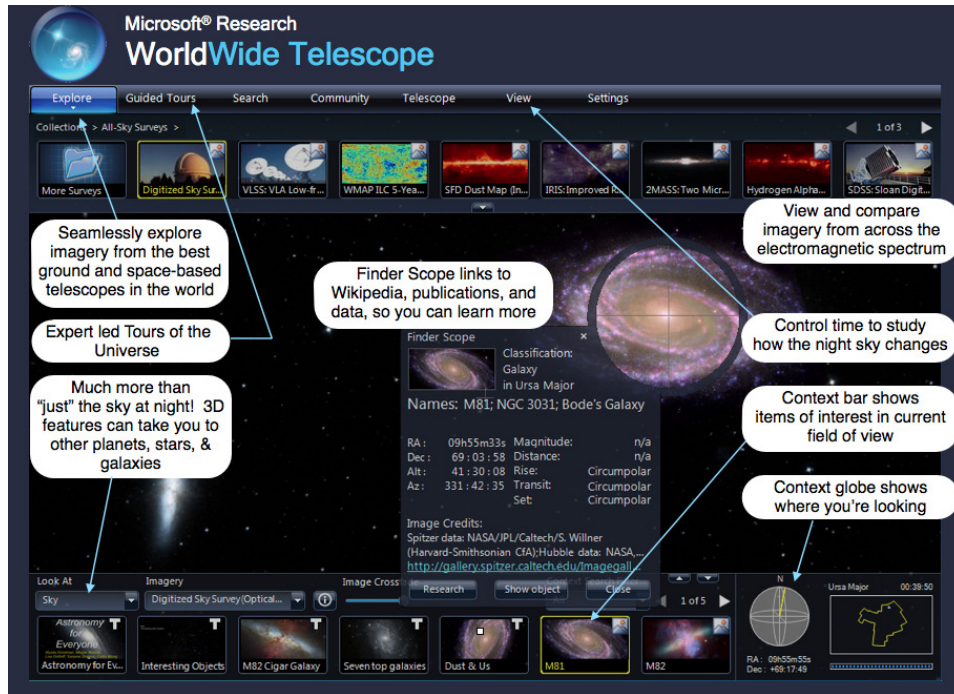 Microsoft® Research
WorldWide Telescope
Explore Guided Tours Search Community Telescope View Settings
Collections > All-Sky Surveys >
1 of 3
More Surveys
Digitized Sky Sur...
VLSS: VLA Low-fr...
WMAP ILC 5-Yea...
SFD Dust Map (In...
IRIS: Improved R...
2MASS: Two Micr...
Hydrogen Alpha...
SDSS: Sloan Digit...
Seamlessly explore
imagery from the best
ground and space-based
telescopes in the world
Expert led Tours of the
Universe
Much more than
“just” the sky at night! 3D
features can take you to
other planets, stars, &
galaxies
Finder Scope links to
Wikipedia, publications, and
data, so you can learn more
View and compare
imagery from across the
electromagnetic spectrum
Control time to study
how the night sky changes
Context bar shows
items of interest in current
field of view
Context globe shows
where you're looking
Finder Scope
Classification:
Galaxy
in Ursa Major
Names: M81; NGC 3031; Bode's Galaxy
RA : 09h55m33s Magnitude: n/a
Dec : 69 : 03 : 58 Distance: n/a
Alt : 41 : 30 : 08 Rise: Circumpolar
Az : 331 : 42 : 35 Transit: Circumpolar
Set: Circumpolar
Image Credits:
Spitzer data: NASA/JPL/Caltech/S. Willner
(Harvard-Smithsonian CfA);Hubble data: NASA,...
http://gallery.spitzer.caltech.edu/Imagegall...
Research Show object Close
Look At
Sky
Imagery
Digitized Sky Survey(Optical...
Image
1 of 5
Astronomy
for
Everyone
Astronomy for Ev...
Interesting Objects
M82 Cigar Galaxy
Seven top galaxies
Dust & Us
M81
M82
N
RA : 09h55m55s
Dec : +69:17:49
Ursa Major 00:39:50